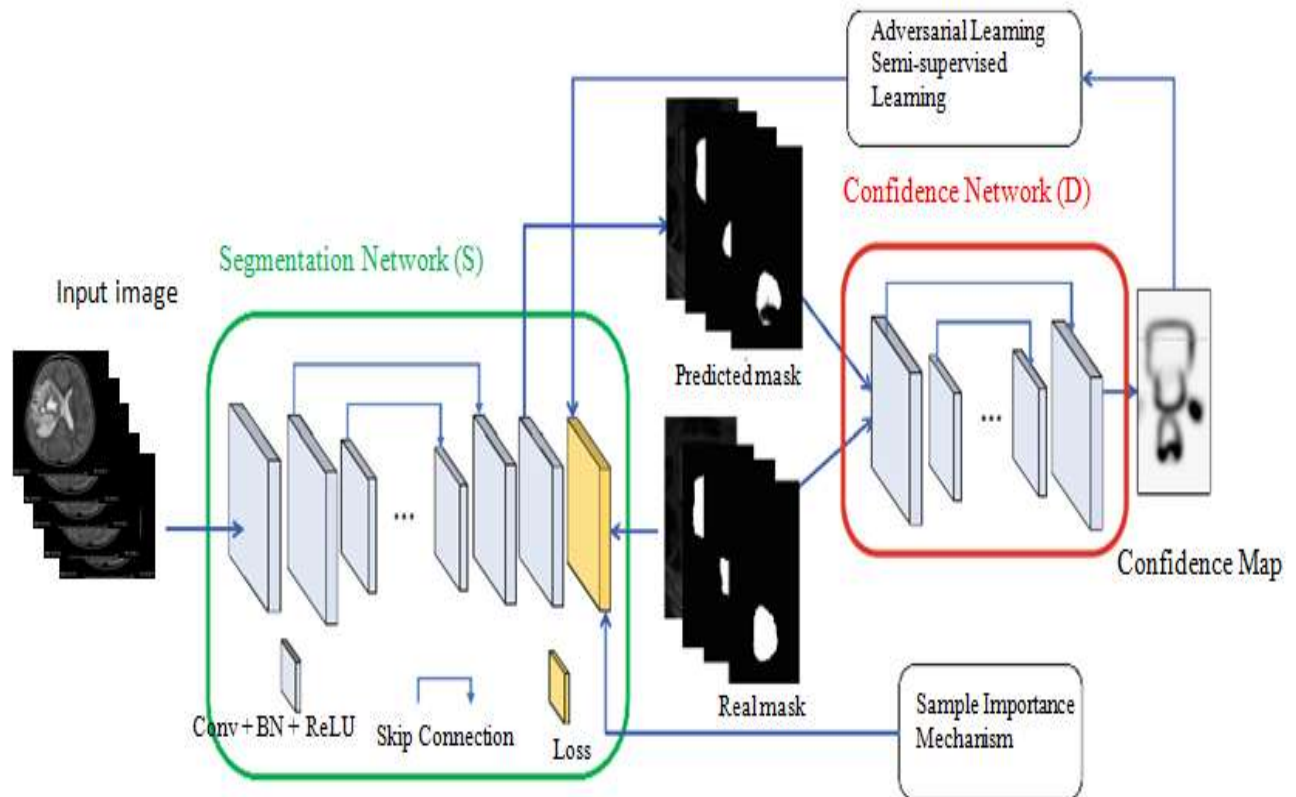 Adversarial Learning
Semi-supervised
Learning
Confidence Network (D)
Segmentation Network (S)
Input image
Predicted mask
...
...
Confidence Map
Real mask
Sample Importance
Mechanism
Conv + BN + ReLU
Skip Connection
Loss